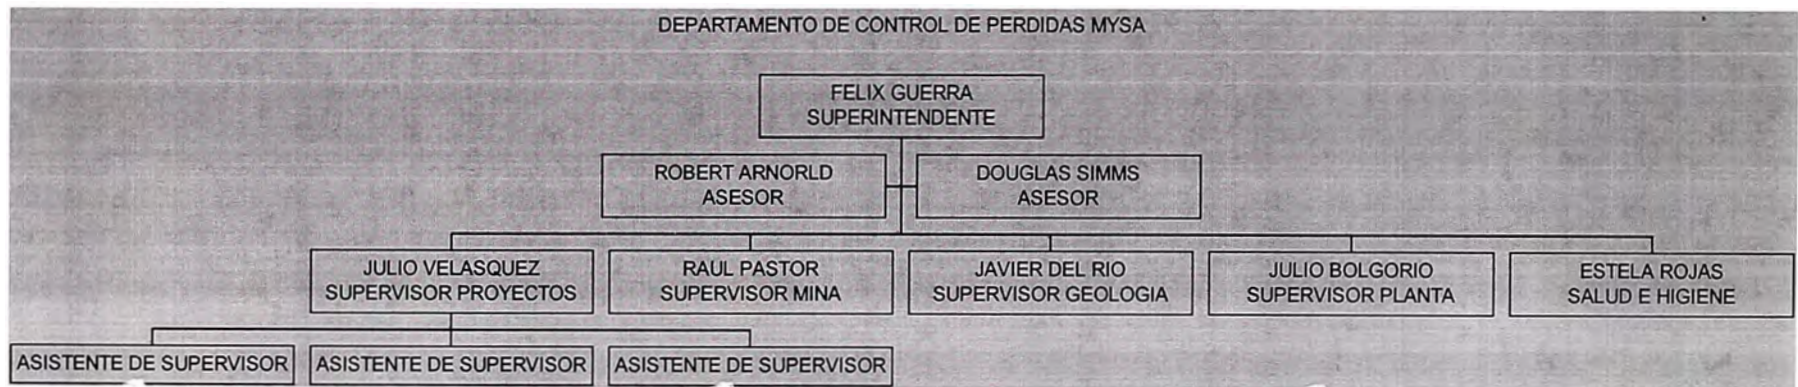 DEPARTAMENTO DE CONTROL DE PERDIDAS MYSA
FELIX GUERRA
SUPERINTENDENTE
ROBERT ARNORLD
ASESOR
DOUGLAS SIMMS
ASESOR
JULIO VELASQUEZ
SUPERVISOR PROYECTOS
RAUL PASTOR
SUPERVISOR MINA
JAVIER DEL RIO
SUPERVISOR GEOLOGIA
JULIO BOLGORIO
SUPERVISOR PLANTA
ESTELA ROJAS
SALUD E HIGIENE
ASISTENTE DE SUPERVISOR
ASISTENTE DE SUPERVISOR
ASISTENTE DE SUPERVISOR